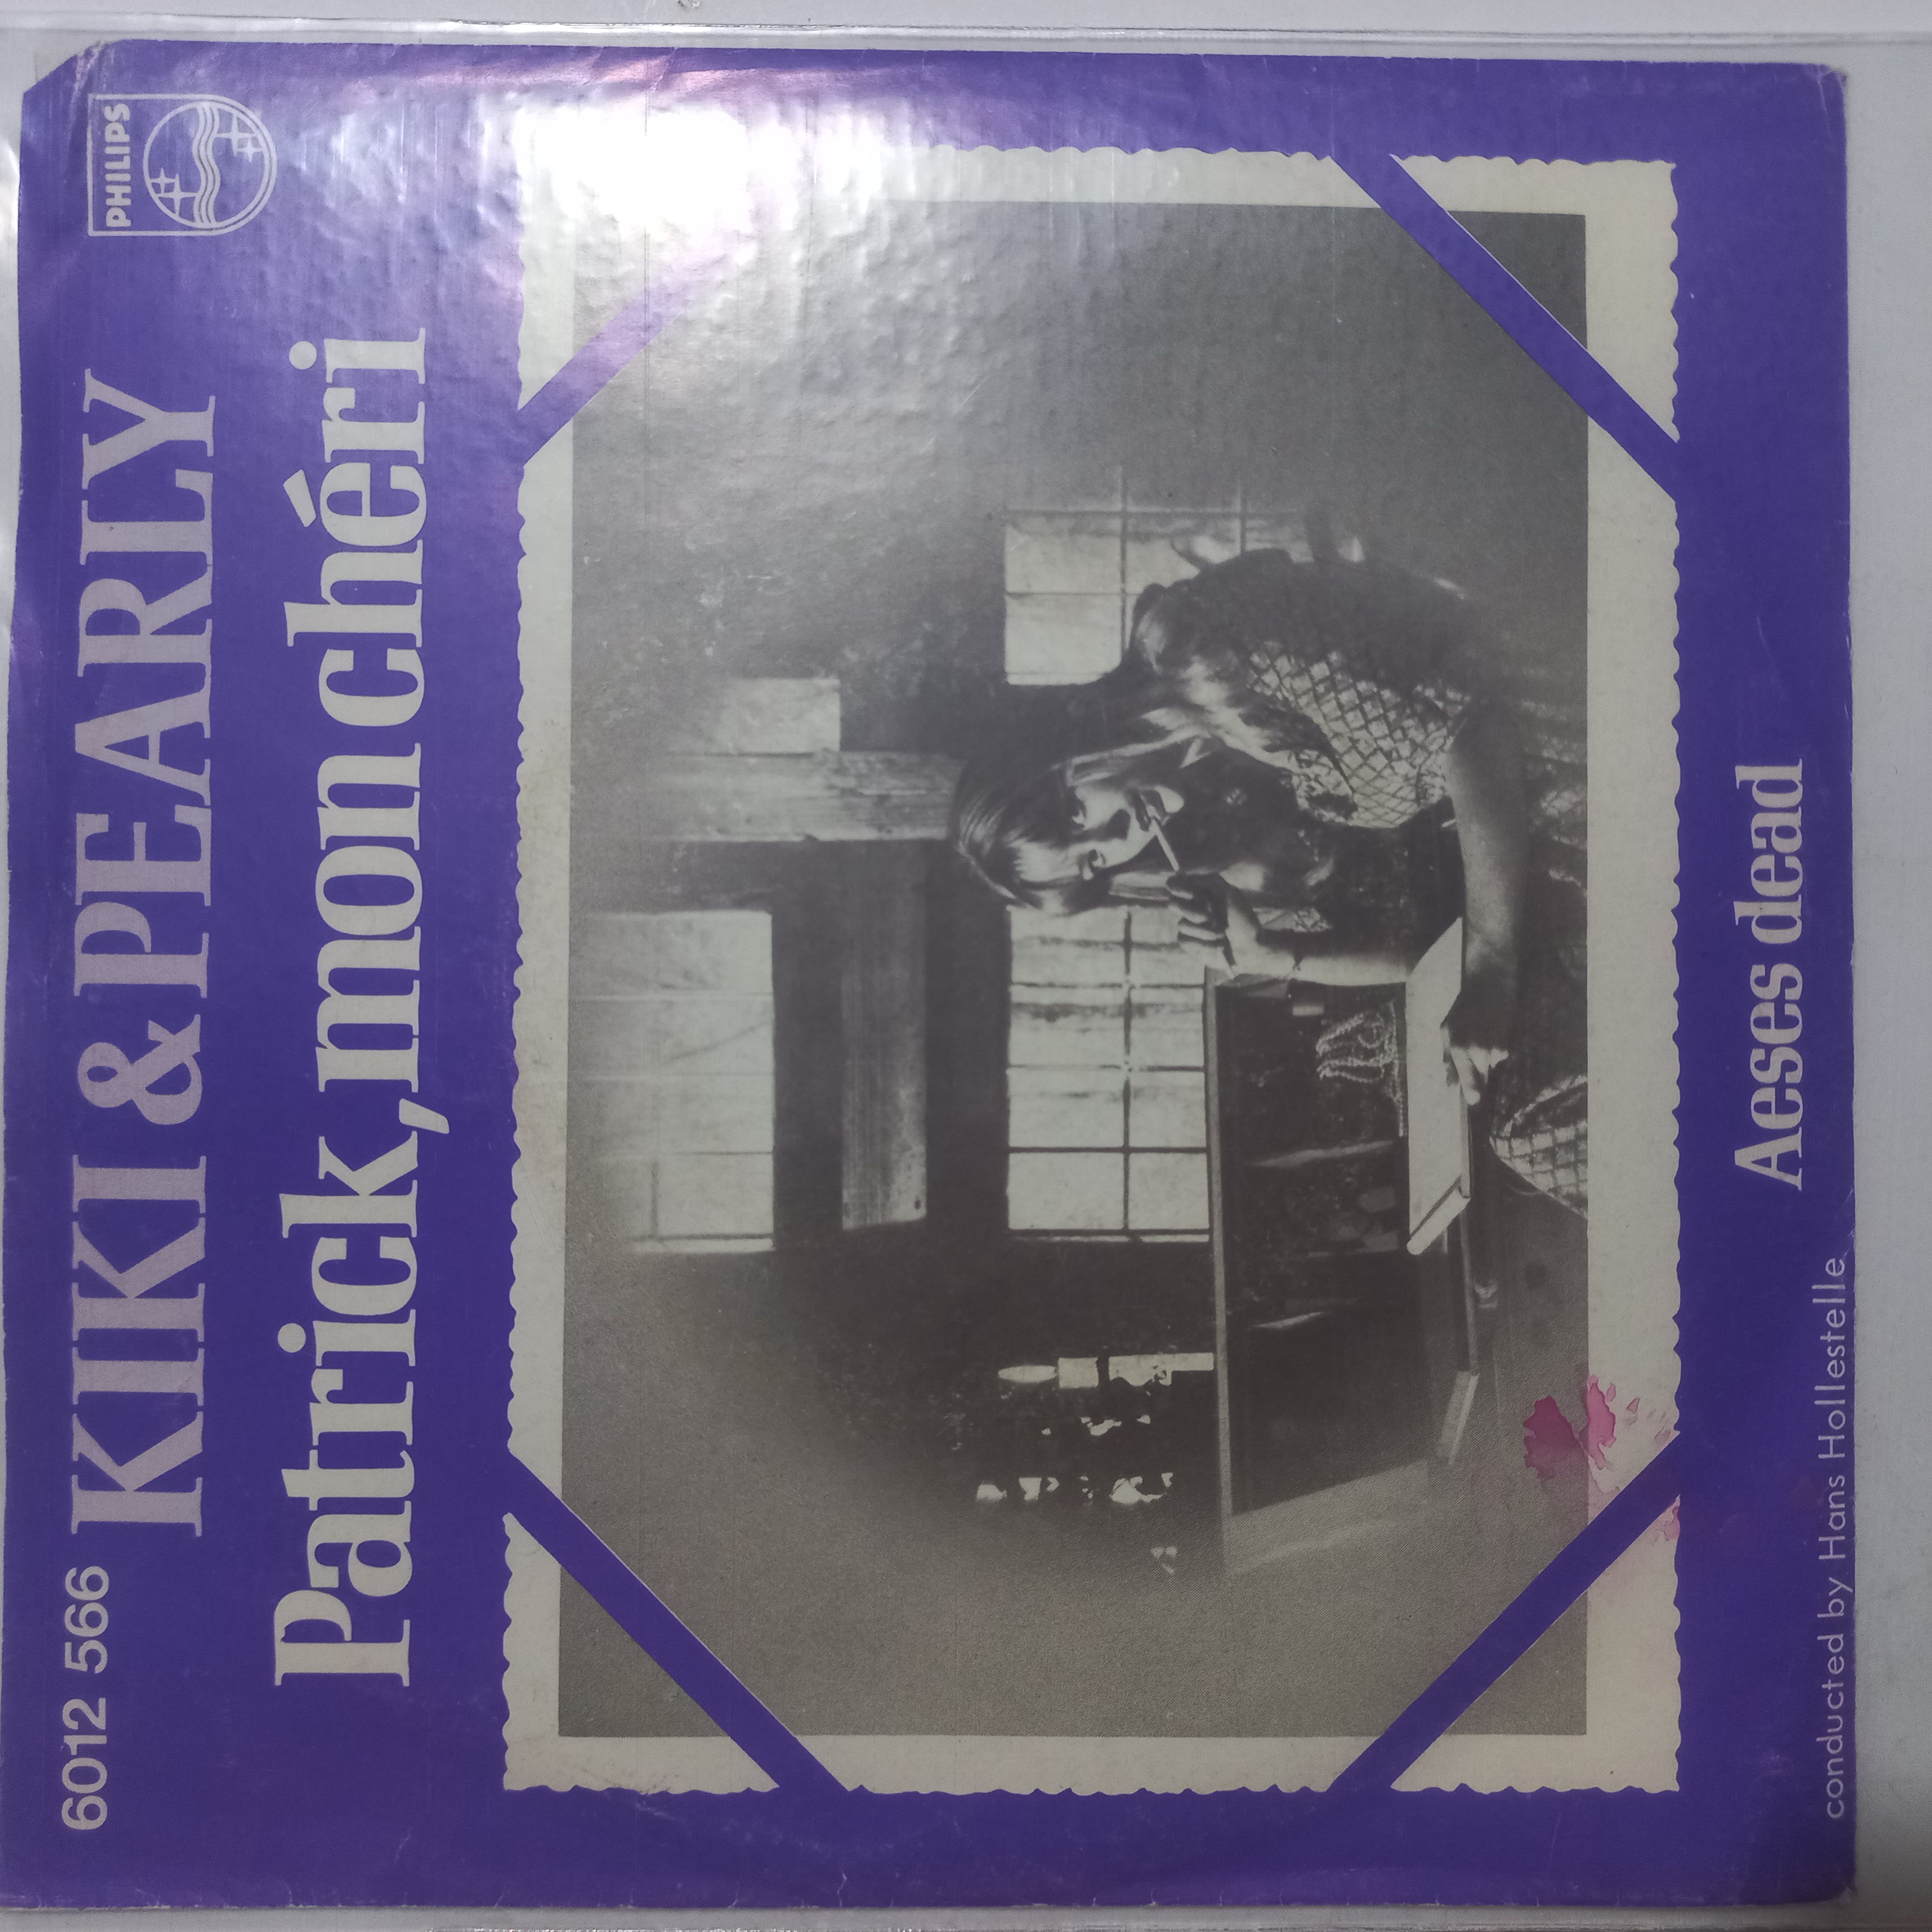 6012 566
KIKI & PEARLY
PHILIPS
Patrick, mon chéri
Aeses dead
conducted by Hans Hollestelle